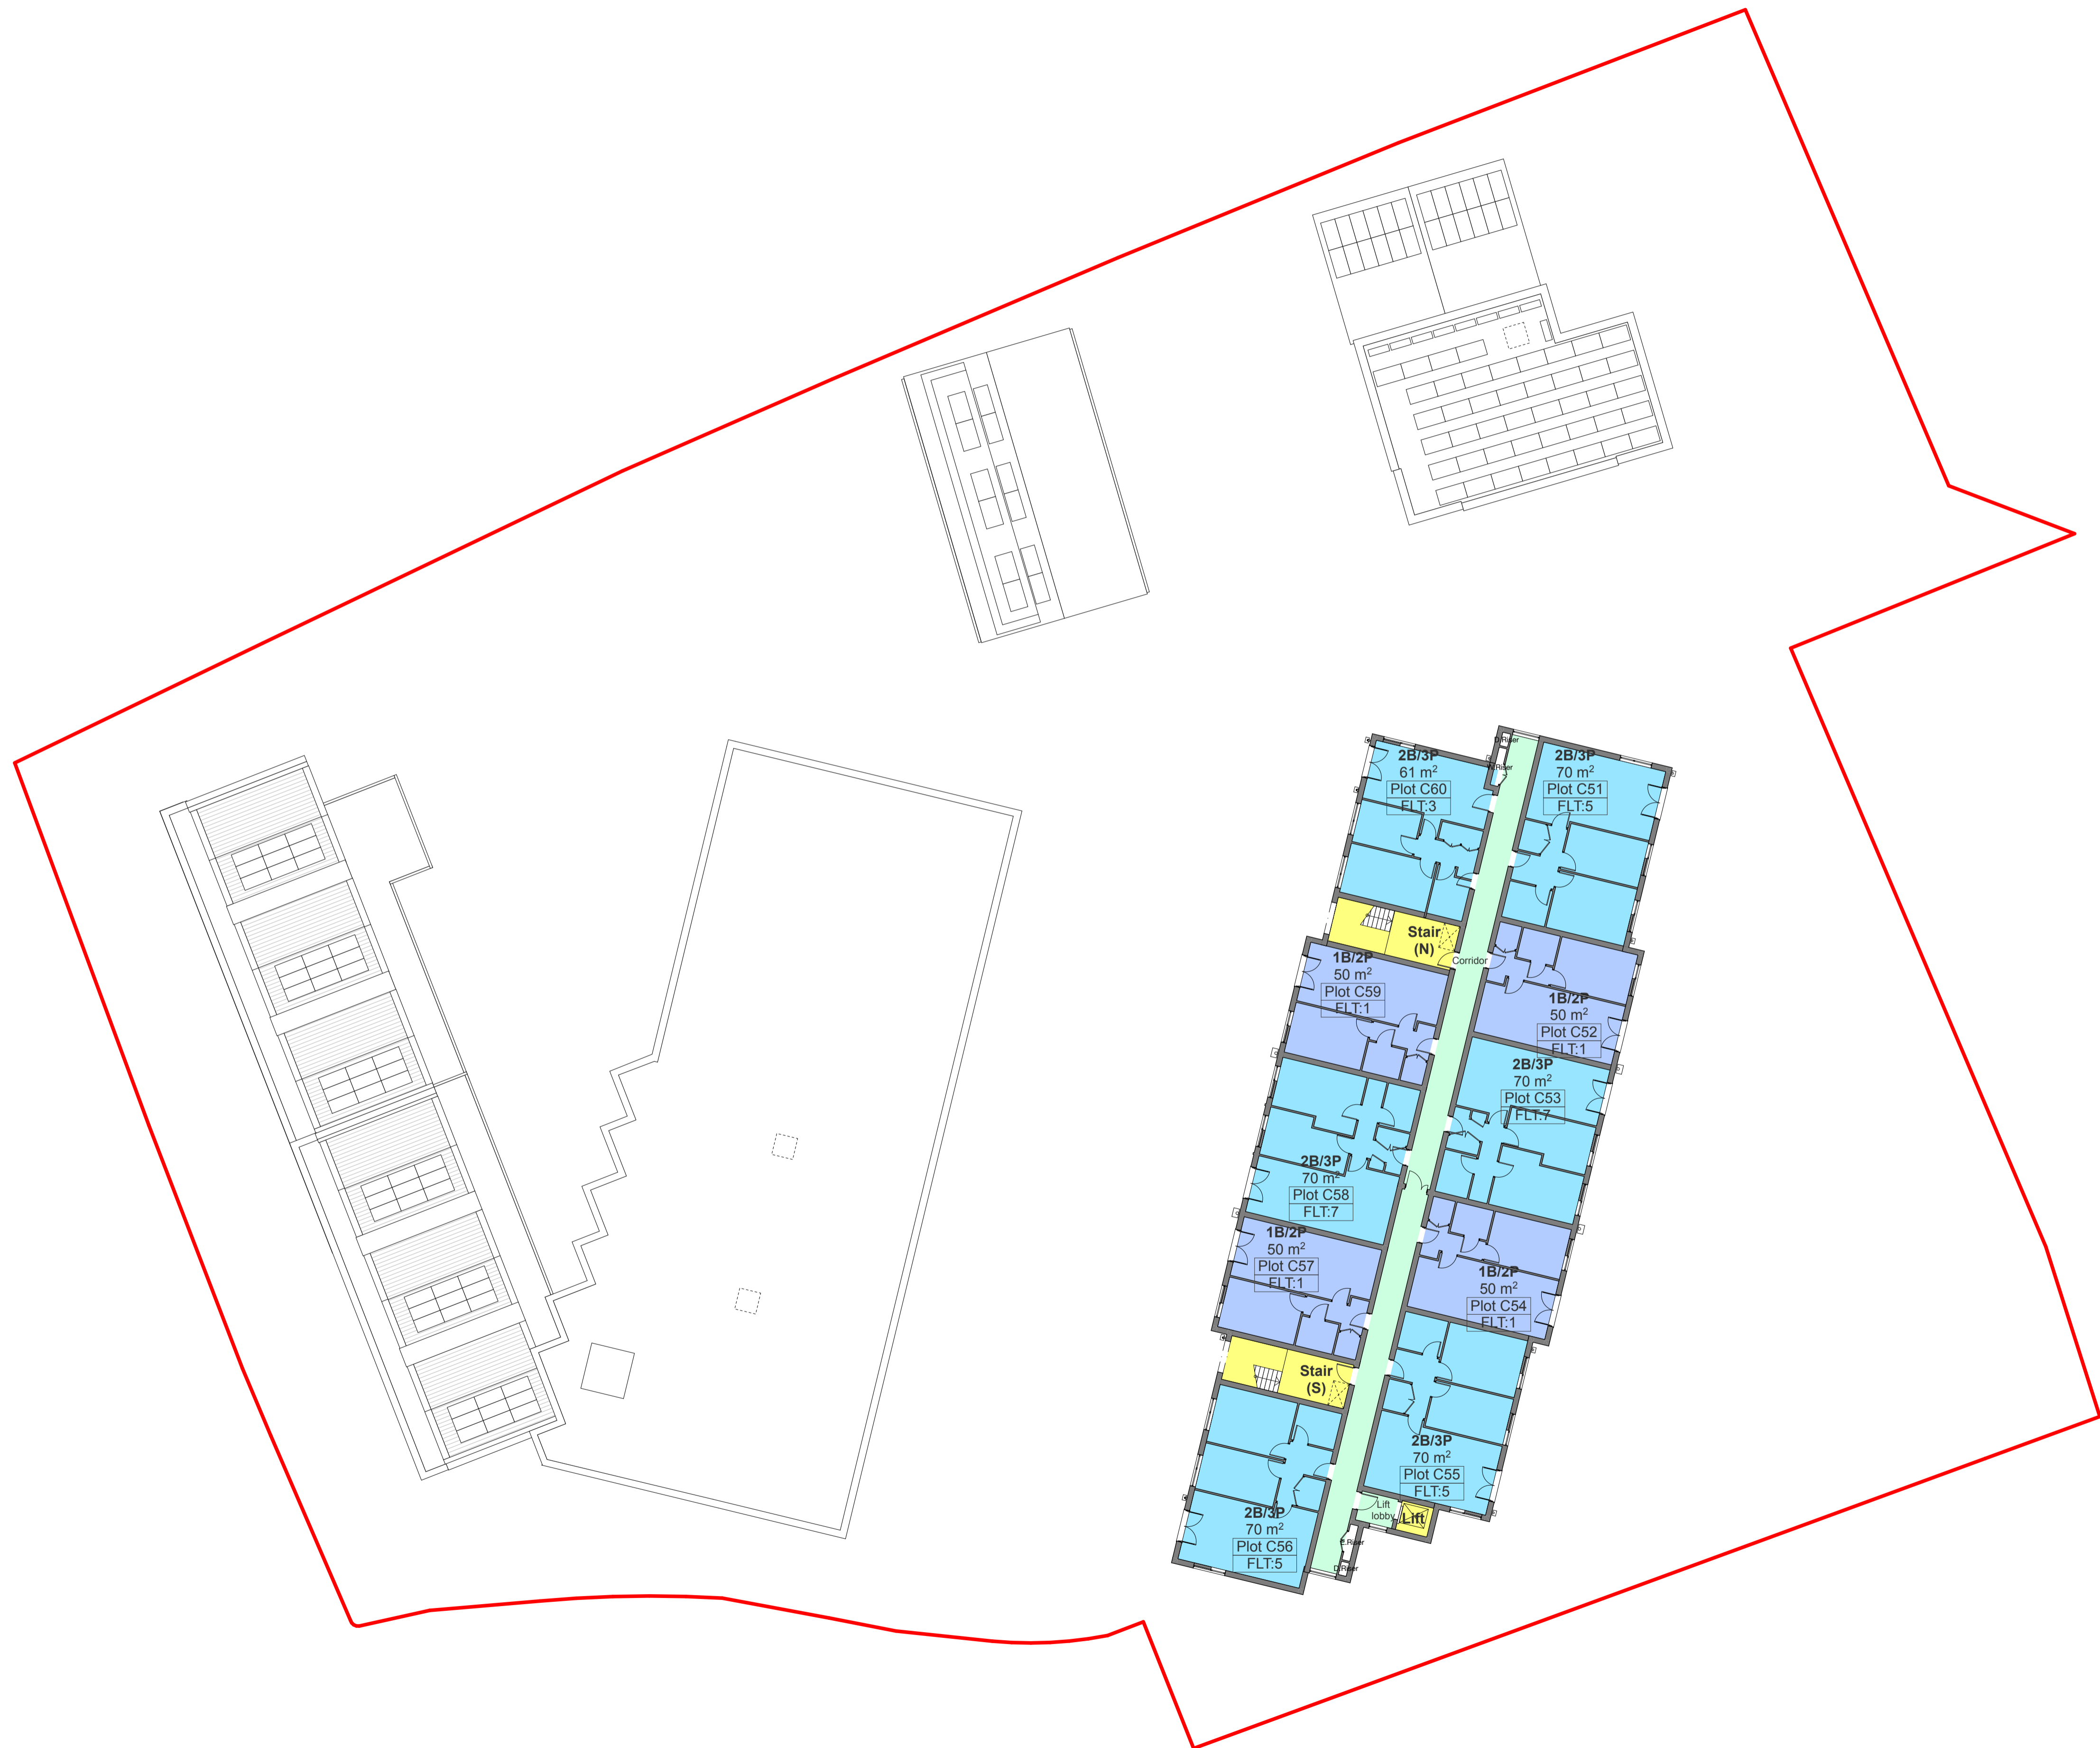 D.Riser
W.Riser
2B/3P
61 m²
Plot C60
FLT:3
2B/3P
70 m²
Plot C51
FLT:5
Stair
(N)
Corridor
1B/2P
50 m²
Plot C59
FLT:1
1B/2P
50 m²
Plot C52
FLT:1
2B/3P
70 m²
Plot C53
FLT:7
2B/3P
70 m²
Plot C58
FLT:7
1B/2P
50 m²
Plot C57
FLT:1
1B/2P
50 m²
Plot C54
FLT:1
Stair
(S)
2B/3P
70 m²
Plot C55
FLT:5
2B/3P
70 m²
Plot C56
FLT:5
Lift
lobby
Lift
E.Riser
D.Riser